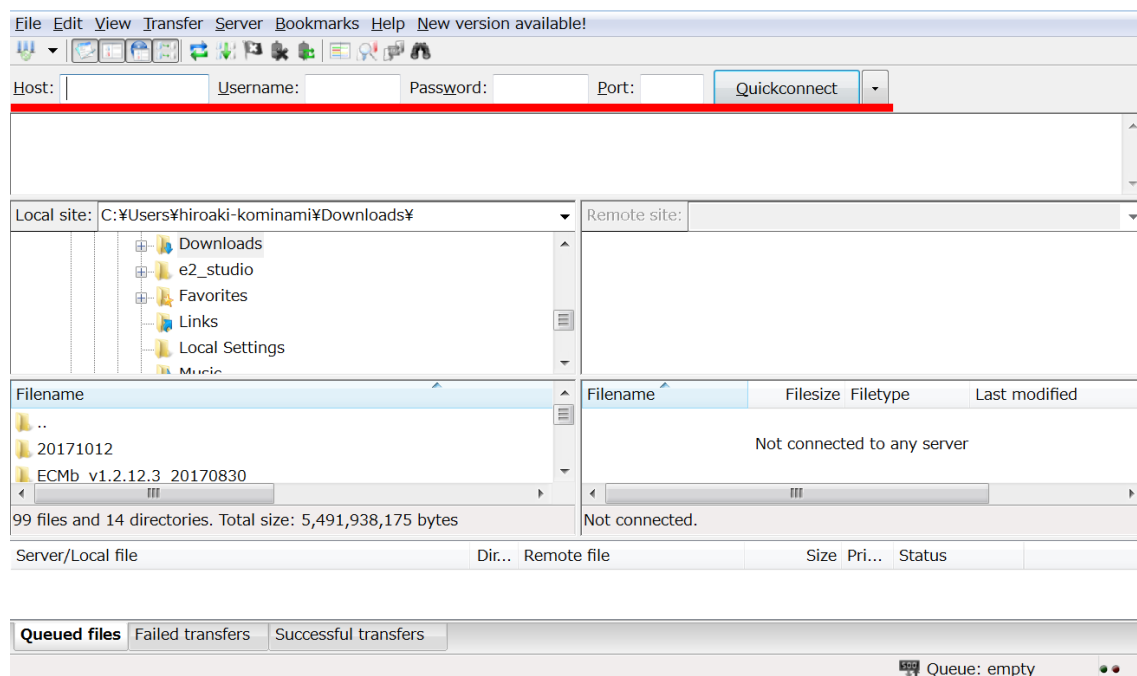 File Edit View Transfer Server Bookmarks Help New version available!
Host: Username: Password: Port: Quickconnect
Local site: C:¥Users¥hiroaki-kominami¥Downloads¥ Remote site:
Downloads
e2_studio
Favorites
Links
Local Settings
Music
Filename Filename Filesize Filetype Last modified
..
20171012
Not connected to any server
ECMb_v1.2.12.3_20170830
99 files and 14 directories. Total size: 5,491,938,175 bytes Not connected.
Server/Local file Dir... Remote file Size Pri... Status
Queued files Failed transfers Successful transfers
Queue: empty